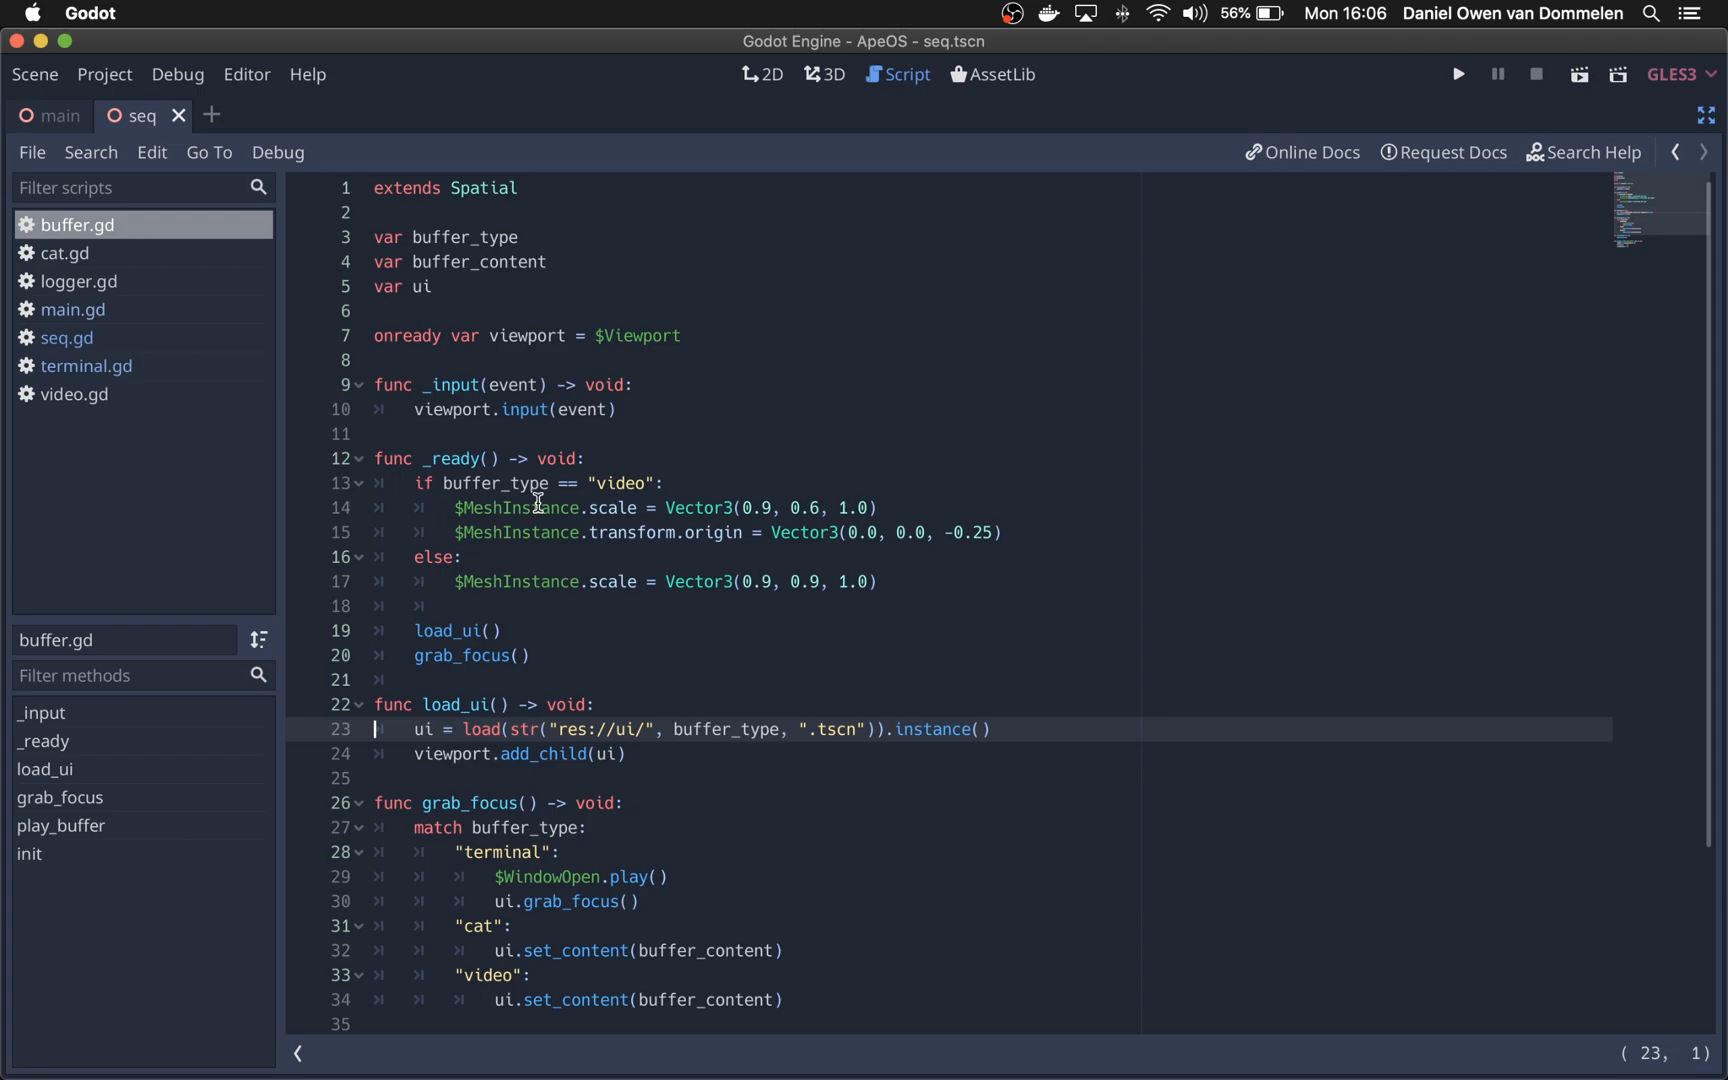 Godot 56% Mon 16:06 Daniel Owen van Dommelen
Godot Engine - ApeOS - seq.tscn
Scene Project Debug Editor Help 2D 3D Script AssetLib GLES3
main seq
File Search Edit Go To Debug Online Docs Request Docs Search Help
Filter scripts
buffer.gd
cat.gd
logger.gd
main.gd
seq.gd
terminal.gd
video.gd
buffer.gd
Filter methods
_input
_ready
load_ui
grab_focus
play_buffer
init
1 extends Spatial
2
3 var buffer_type
4 var buffer_content
5 var ui
6
7 onready var viewport = $Viewport
8
9 func _input(event) -> void:
10 viewport.input(event)
11
12 func _ready() -> void:
13 if buffer_type == "video":
14 $MeshInstance.scale = Vector3(0.9, 0.6, 1.0)
15 $MeshInstance.transform.origin = Vector3(0.0, 0.0, -0.25)
16 else:
17 $MeshInstance.scale = Vector3(0.9, 0.9, 1.0)
18
19 load_ui()
20 grab_focus()
21
22 func load_ui() -> void:
23 ui = load(str("res://ui/", buffer_type, ".tscn")).instance()
24 viewport.add_child(ui)
25
26 func grab_focus() -> void:
27 match buffer_type:
28 "terminal":
29 $WindowOpen.play()
30 ui.grab_focus()
31 "cat":
32 ui.set_content(buffer_content)
33 "video":
34 ui.set_content(buffer_content)
35
( 23, 1)